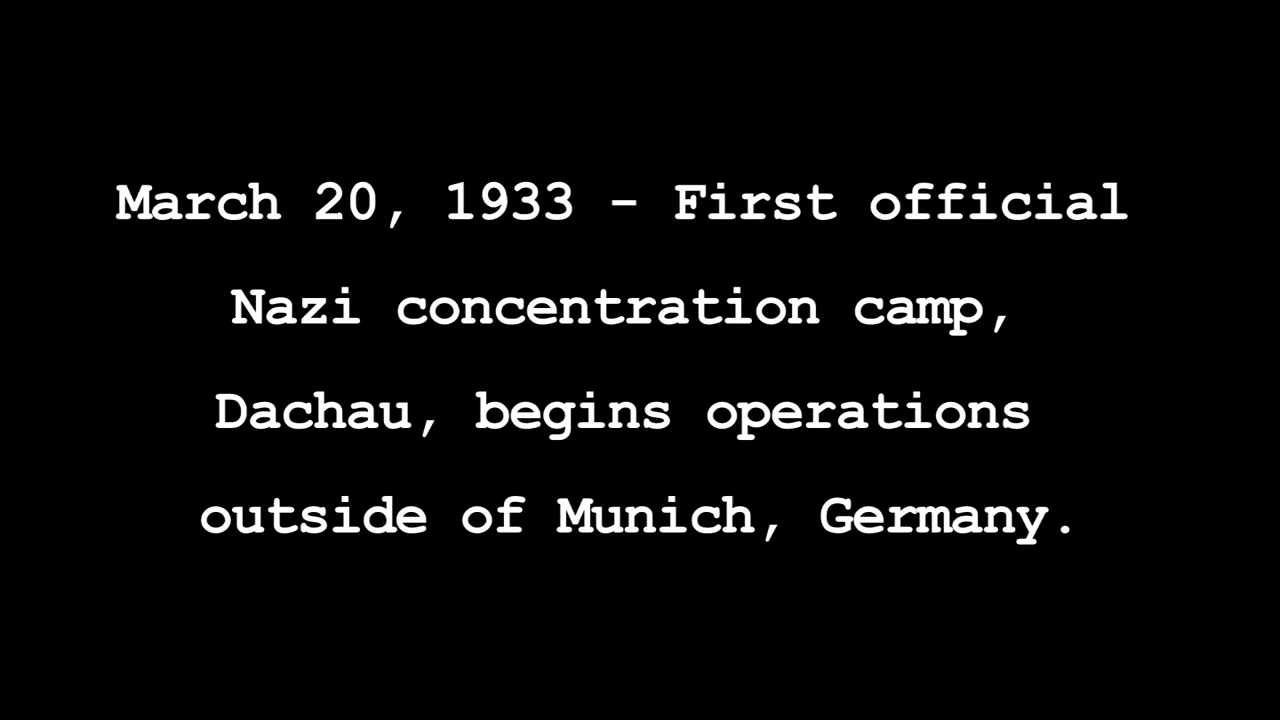 March 20, 1933 - First official
Nazi concentration camp,
Dachau, begins operations
outside of Munich, Germany.